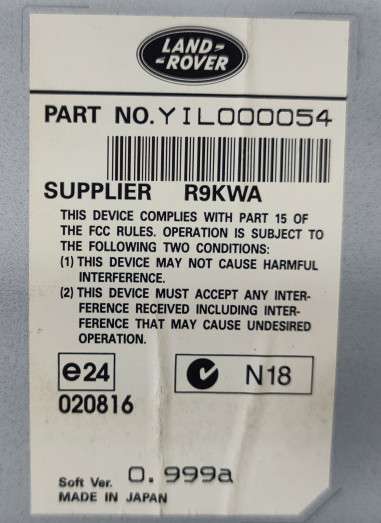 LAND-
-ROVER
PART NO. YIL000054
SUPPLIER R9KWA
THIS DEVICE COMPLIES WITH PART 15 OF
THE FCC RULES. OPERATION IS SUBJECT TO
THE FOLLOWING TWO CONDITIONS:
(1) THIS DEVICE MAY NOT CAUSE HARMFUL
INTERFERENCE.
(2) THIS DEVICE MUST ACCEPT ANY INTER-
FERENCE RECEIVED INCLUDING INTER-
FERENCE THAT MAY CAUSE UNDESIRED
OPERATION.
e24
N18
020816
Soft Ver. 0.999a
MADE IN JAPAN